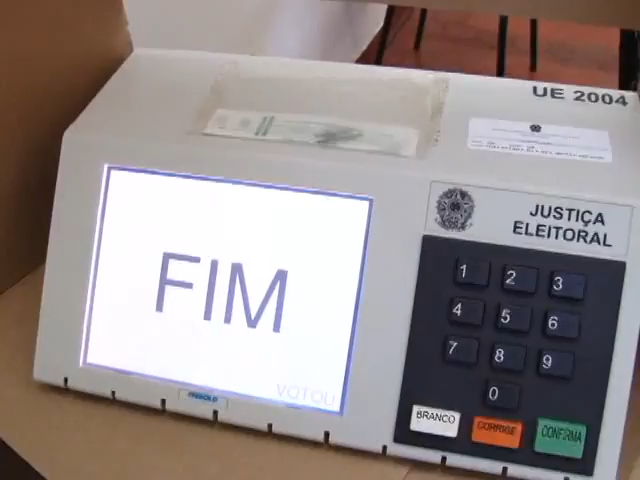 UE 2004
JUSTIÇA
ELEITORAL
FIM
VOTOU
1 2 3
4 5 6
7 8 9
0
BRANCO CORRIGE CONFIRMA